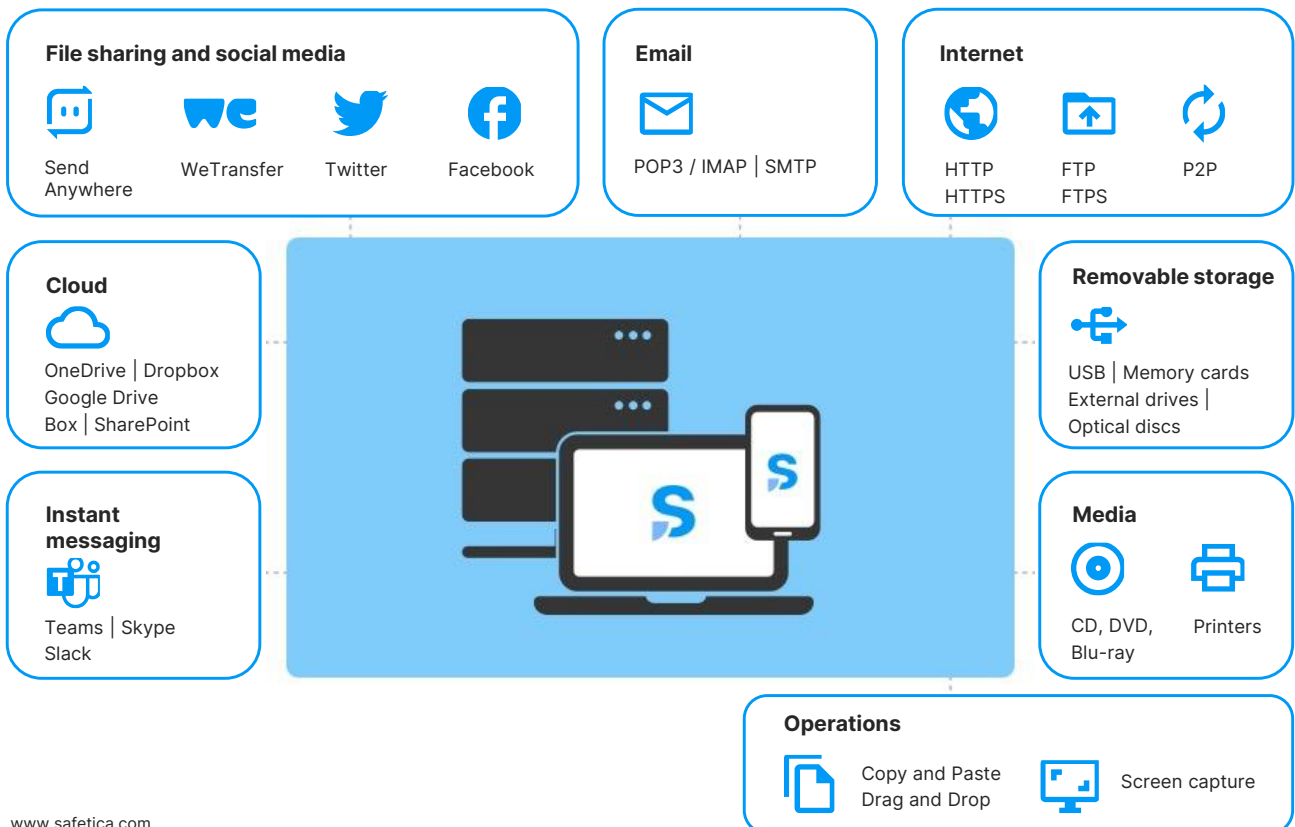 File sharing and social media
Send
Anywhere
WeTransfer
Twitter
Facebook
Email
POP3 / IMAP | SMTP
Internet
HTTP
HTTPS
FTP
FTPS
P2P
Cloud
OneDrive | Dropbox
Google Drive
Box | SharePoint
Removable storage
USB | Memory cards
External drives |
Optical discs
Instant
messaging
Teams | Skype
Slack
Media
CD, DVD,
Blu-ray
Printers
Operations
Copy and Paste
Drag and Drop
Screen capture
www.safetica.com